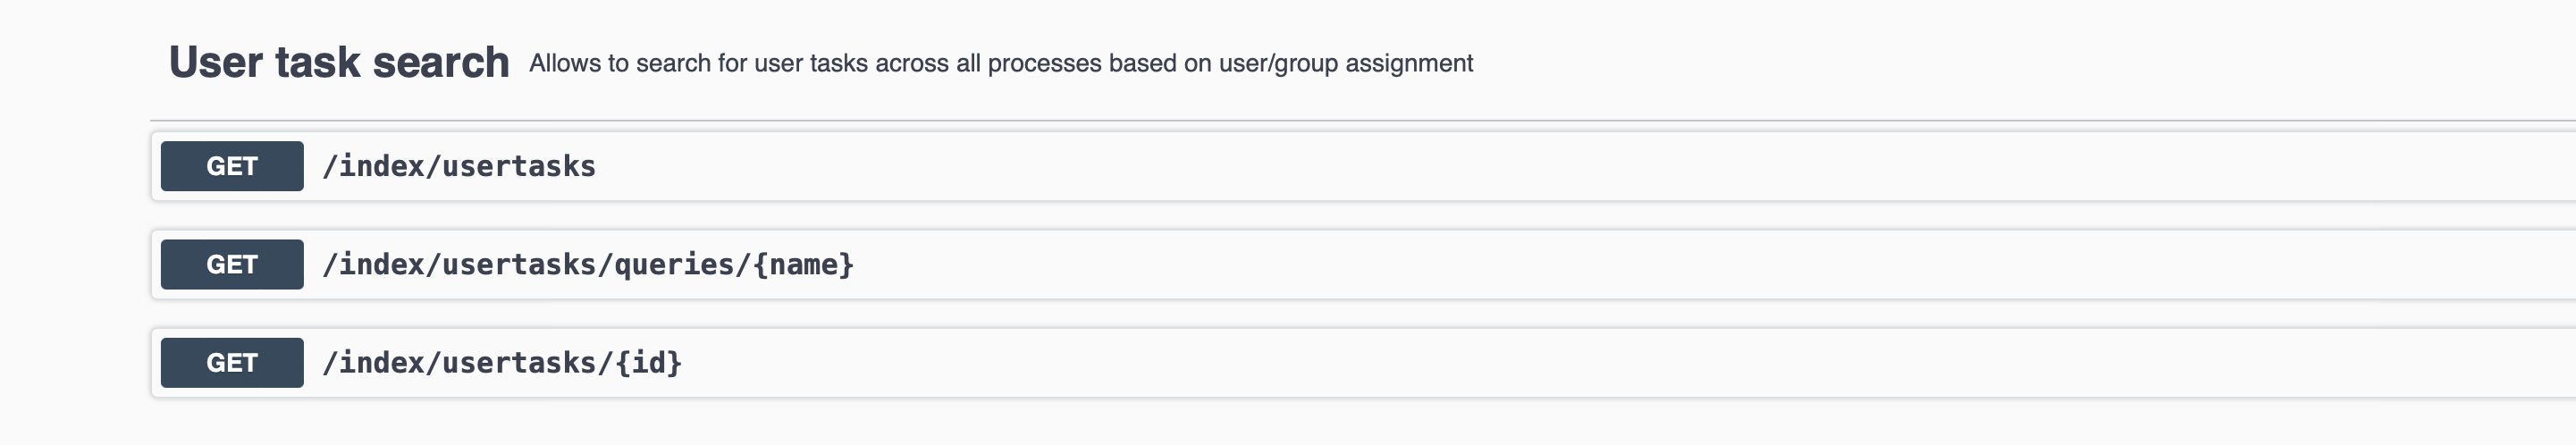 User task search Allows to search for user tasks across all processes based on user/group assignment
GET /index/usertasks
GET /index/usertasks/queries/{name}
GET /index/usertasks/{id}